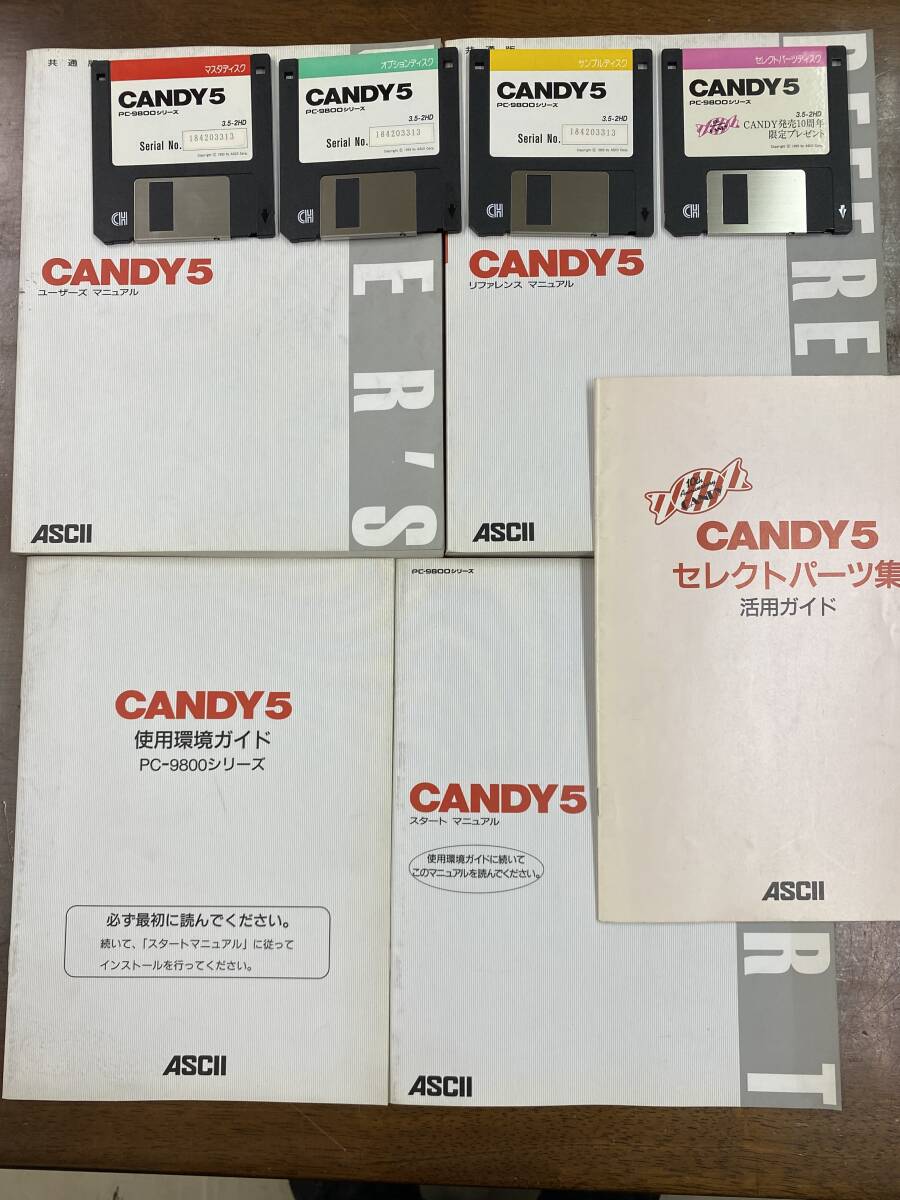 共通版
マスタディスク
CANDY5
PC-9800シリーズ
3.5-2HD
Serial No. 184203313
オプションディスク
CANDY5
PC-9800シリーズ
3.5-2HD
Serial No. 184203313
共通版
サンプルディスク
CANDY5
PC-9800シリーズ
3.5-2HD
Serial No. 184203313
セレクトパーツディスク
CANDY5
PC-9800シリーズ
3.5-2HD
CANDY発売10周年
限定プレゼント
CANDY5
ユーザーズ マニュアル
ER'S
ASCII
CANDY5
リファレンス マニュアル
REFERE
ASCII
10th
Anniversary
CANDY
CANDY5
セレクトパーツ集
活用ガイド
ASCII
CANDY5
使用環境ガイド
PC-9800シリーズ
必ず最初に読んでください。
続いて、「スタートマニュアル」に従って
インストールを行ってください。
ASCII
PC-9800シリーズ
CANDY5
スタート マニュアル
使用環境ガイドに続いて
このマニュアルを読んでください。
RT
ASCII